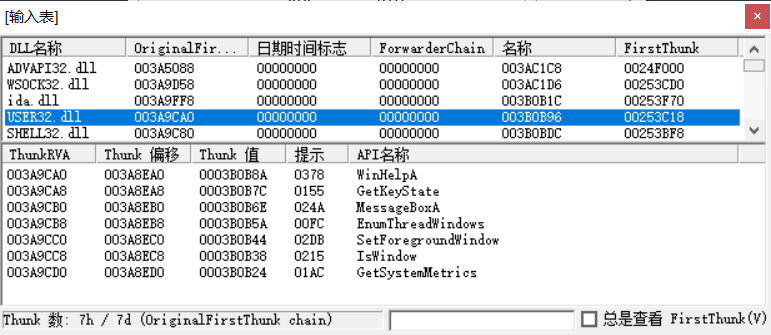 [输入表]
DLL名称 OriginalFir... 日期时间标志 ForwarderChain 名称 FirstThunk
ADVAPI32.dll 003A5088 00000000 00000000 003AC1C8 0024F000
WSOCK32.dll 003A9D58 00000000 00000000 003AC1D6 00253CD0
ida.dll 003A9FF8 00000000 00000000 003B0B1C 00253F70
USER32.dll 003A9CA0 00000000 00000000 003B0B96 00253C18
SHELL32.dll 003A9C80 00000000 00000000 003B0BDC 00253BF8
ThunkRVA Thunk 偏移 Thunk 值 提示 API名称
003A9CA0 003A8EA0 0003B0B8A 0378 WinHelpA
003A9CA8 003A8EA8 0003B0B7C 0155 GetKeyState
003A9CB0 003A8EB0 0003B0B6E 024A MessageBoxA
003A9CB8 003A8EB8 0003B0B5A 00FC EnumThreadWindows
003A9CC0 003A8EC0 0003B0B44 02DB SetForegroundWindow
003A9CC8 003A8EC8 0003B0B38 0215 IsWindow
003A9CD0 003A8ED0 0003B0B24 01AC GetSystemMetrics
Thunk 数: 7h / 7d (OriginalFirstThunk chain) 总是查看 FirstThunk(V)